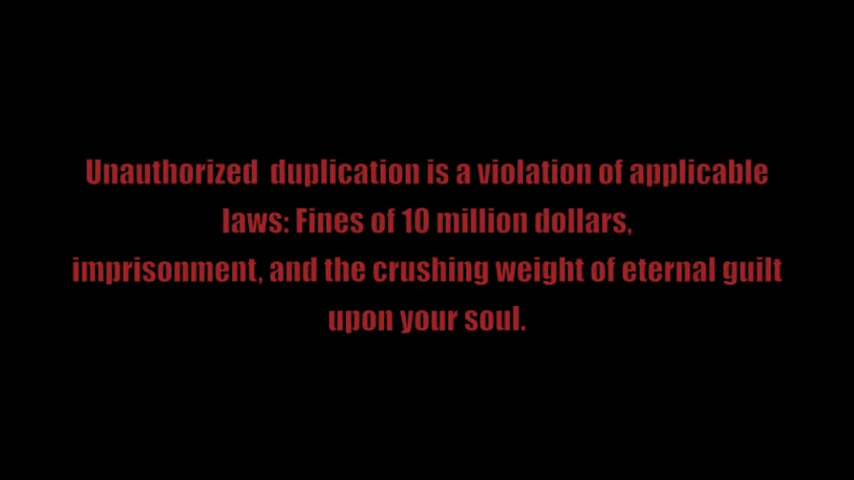 Unauthorized  duplication is a violation of applicable
laws: Fines of 10 million dollars,
imprisonment, and the crushing weight of eternal guilt
upon your soul.